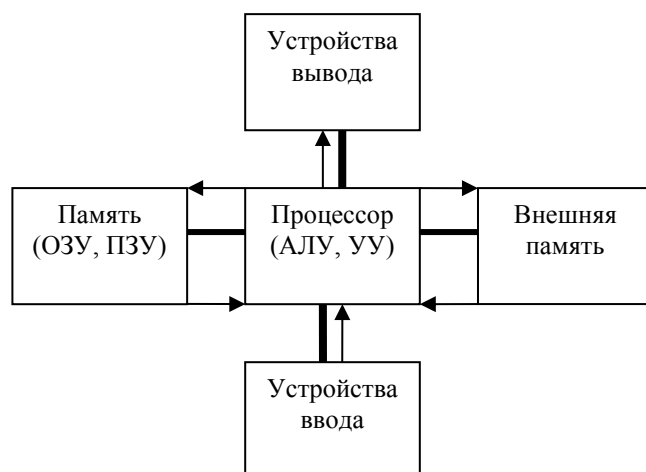 Устройства
вывода
Память
(ОЗУ, ПЗУ)
Процессор
(АЛУ, УУ)
Внешняя
память
Устройства
ввода